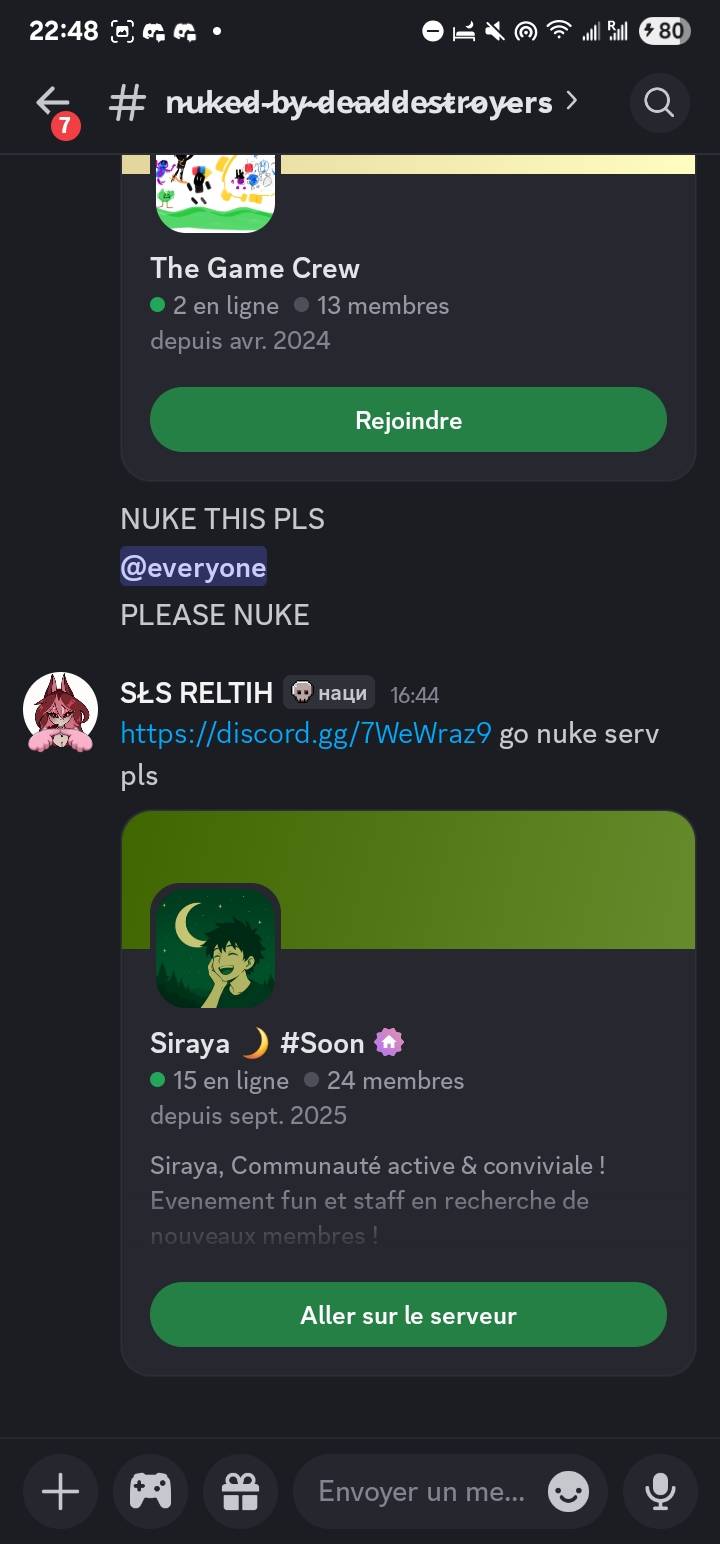 22:48
R
80
7
nuked-by-deaddestrøyers
The Game Crew
2 en ligne 13 membres
depuis avr. 2024
Rejoindre
NUKE THIS PLS
@everyone
PLEASE NUKE
SŁS RELTIH 💀 наци 16:44
https://discord.gg/7WeWraz9 go nuke serv
pls
Siraya 🌙 #Soon
15 en ligne 24 membres
depuis sept. 2025
Siraya, Communauté active & conviviale !
Evenement fun et staff en recherche de
nouveaux membres !
Aller sur le serveur
Envoyer un me...